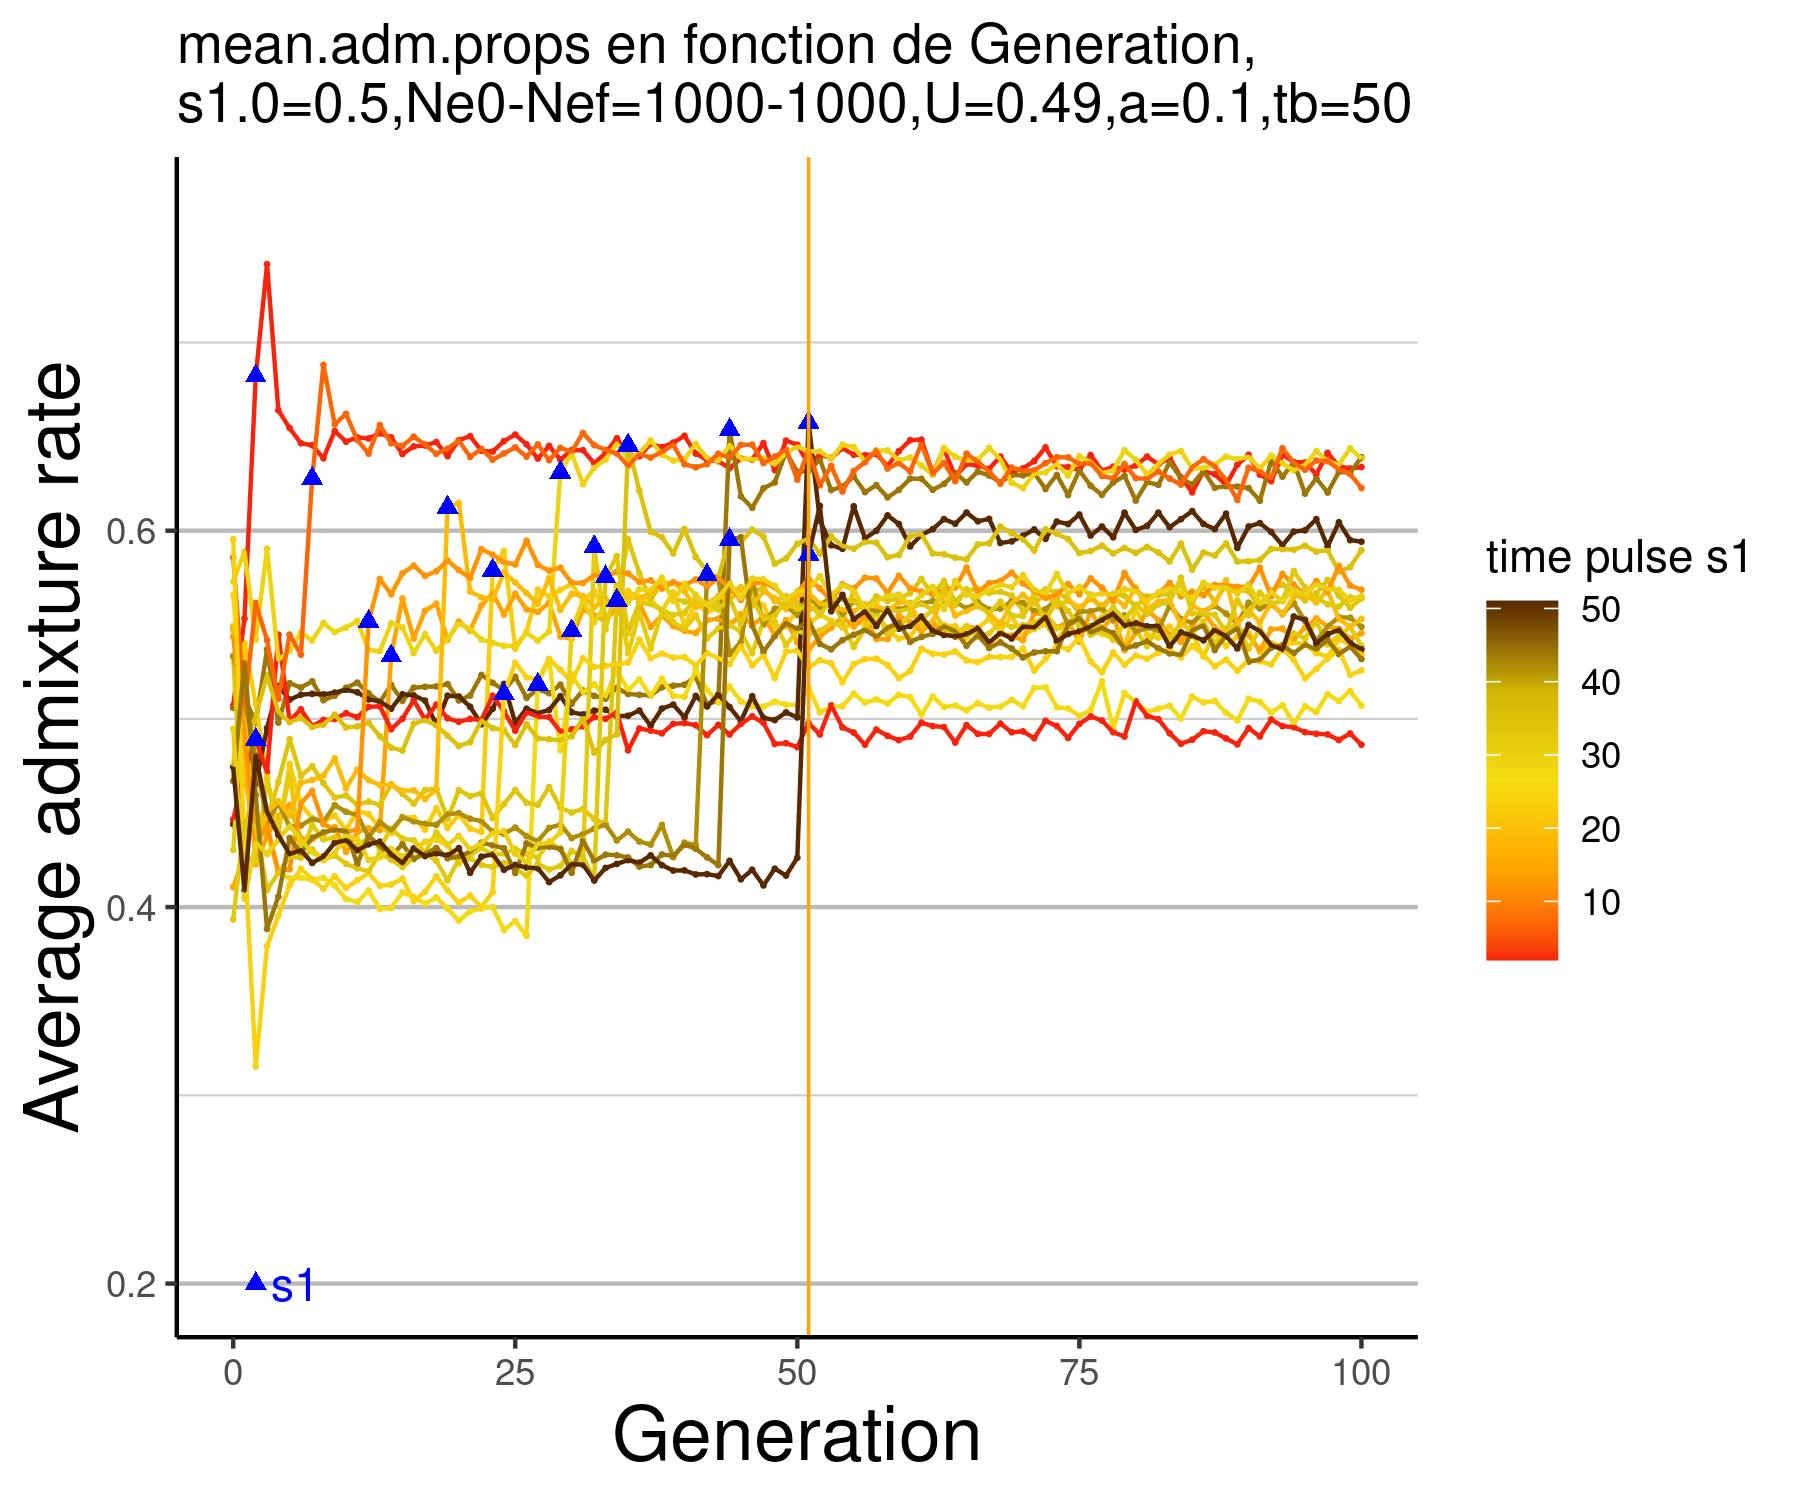 mean.adm.props en fonction de Generation,
s1.0=0.5,Ne0-Nef=1000-1000,U=0.49,a=0.1,tb=50
Average admixture rate
0.6
0.4
0.2
s1
0
25
50
75
100
Generation
time pulse s1
50
40
30
20
10